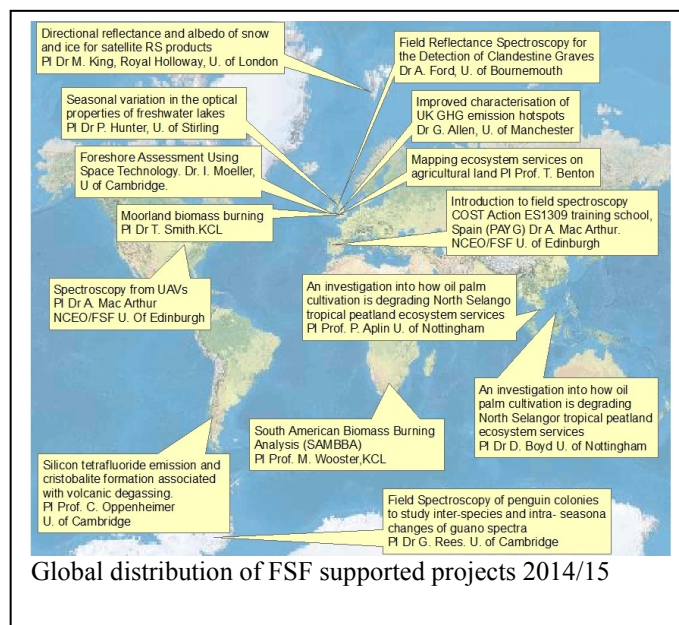 Directional reflectance and albedo of snow
and ice for satellite RS products
PI Dr M. King, Royal Holloway, U. of London
Field Reflectance Spectroscopy for
the Detection of Clandestine Graves
Dr A. Ford, U. of Bournemouth
Seasonal variation in the optical
properties of freshwater lakes
PI Dr P. Hunter, U. of Stirling
Improved characterisation of
UK GHG emission hotspots
Dr G. Allen, U. of Manchester
Foreshore Assessment Using
Space Technology. Dr. I. Moeller,
U of Cambridge.
Mapping ecosystem services on
agricultural land PI Prof. T. Benton
Moorland biomass burning
PI Dr T. Smith.KCL
Introduction to field spectroscopy
COST Action ES1309 training school,
Spain (PAYG) Dr A. Mac Arthur.
NCEO/FSF U. of Edinburgh
Spectroscopy from UAVs
PI Dr A. Mac Arthur
NCEO/FSF U. Of Edinburgh
An investigation into how oil palm
cultivation is degrading North Selango
tropical peatland ecosystem services
PI Prof. P. Aplin U. of Nottingham
An investigation into how oil
palm cultivation is degrading
North Selangor tropical peatland
ecosystem services
PI Dr D. Boyd U. of Nottingham
South American Biomass Burning
Analysis (SAMBBA)
PI Prof. M. Wooster,KCL
Silicon tetrafluoride emission and
cristobalite formation associated
with volcanic degassing.
PI Prof. C. Oppenheimer
U. of Cambridge
Field Spectroscopy of penguin colonies
to study inter-species and intra- seasona
changes of guano spectra
PI Dr G. Rees. U. of Cambridge
Global distribution of FSF supported projects 2014/15